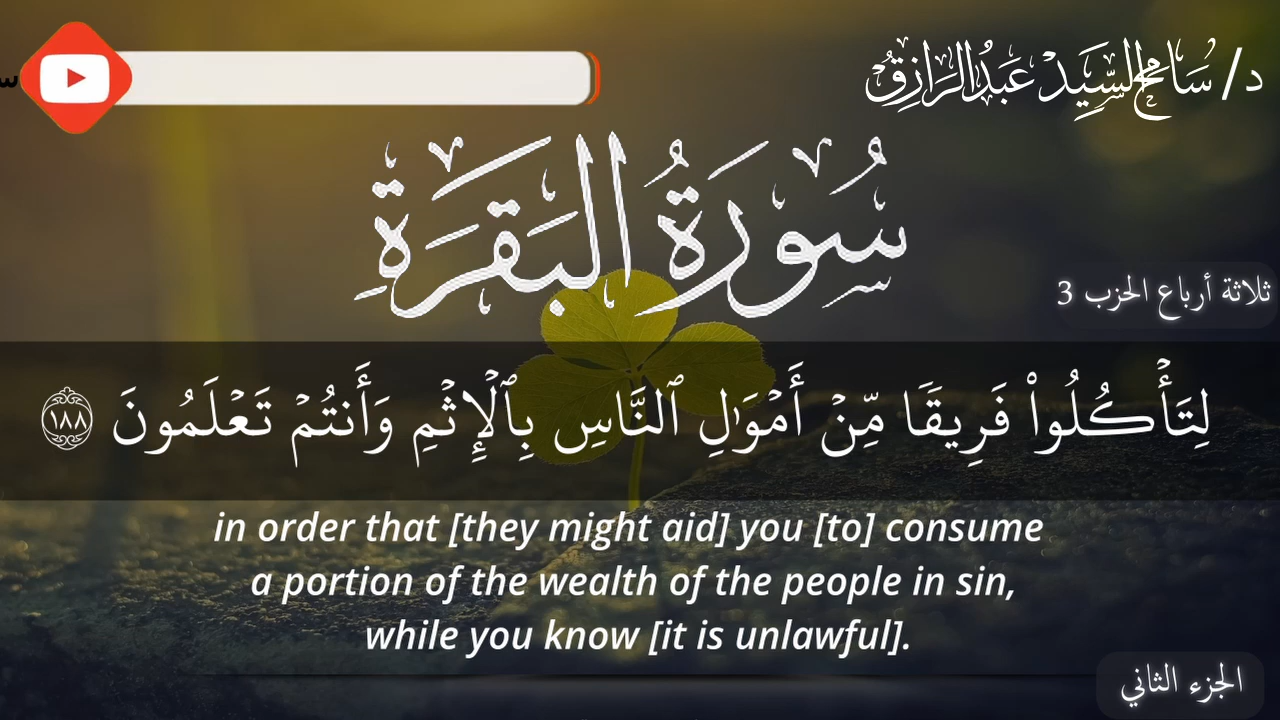 د/ سامح السيد عبدالرازق
سُورَةُ البَقَرَةِ
ثلاثة أرباع الحزب 3
لِتَأْكُلُوا۟ فَرِيقًا مِّنْ أَمْوَٰلِ ٱلنَّاسِ بِٱلْإِثْمِ وَأَنتُمْ تَعْلَمُونَ ١٨٨
in order that [they might aid] you [to] consume
a portion of the wealth of the people in sin,
while you know [it is unlawful].
الجزء الثاني